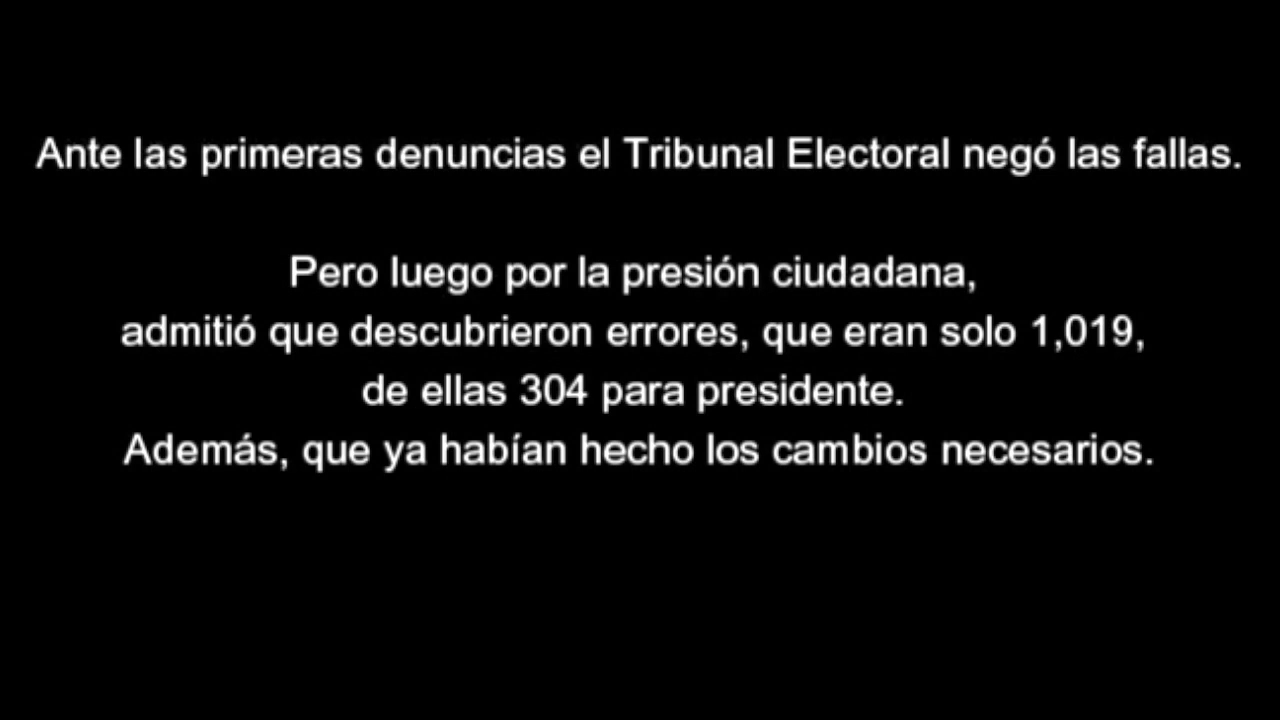 Ante las primeras denuncias el Tribunal Electoral negó las fallas.
Pero luego por la presión ciudadana,
admitió que descubrieron errores, que eran solo 1,019,
de ellas 304 para presidente.
Además, que ya habían hecho los cambios necesarios.